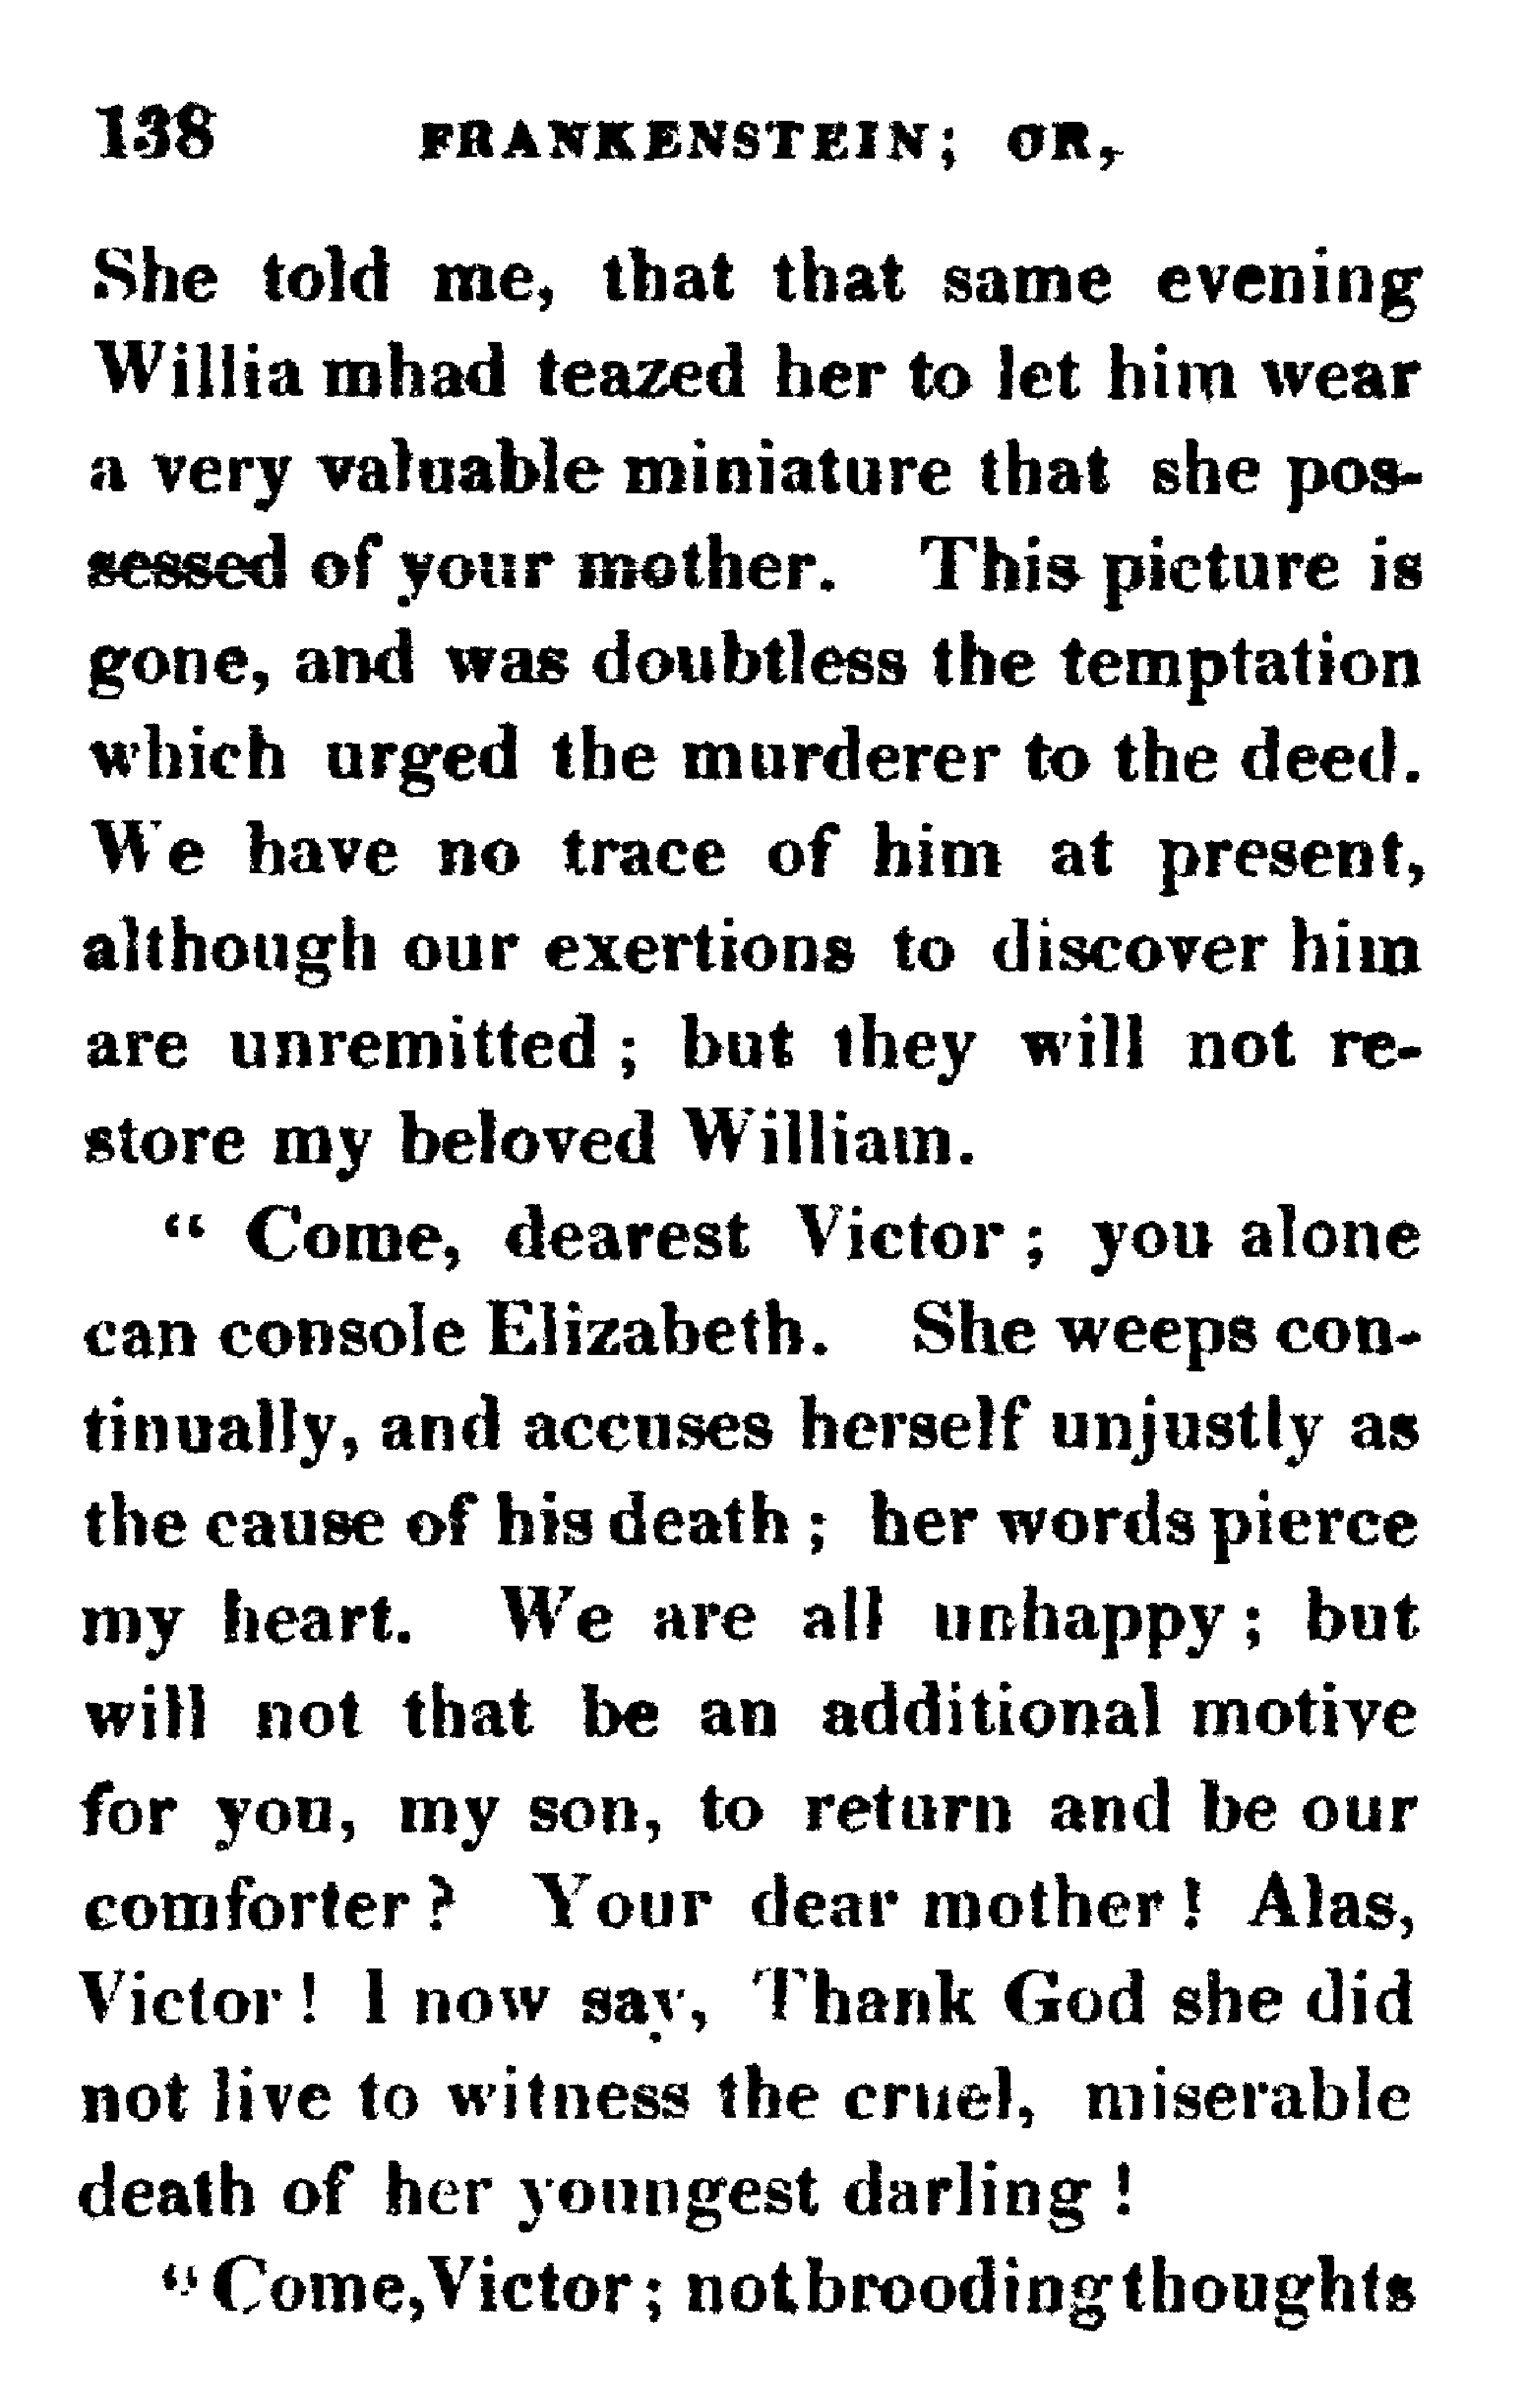 138 FRANKENSTEIN; OR,
She told me, that that same evening
Willia mhad teazed her to let him wear
a very valuable miniature that she pos-
sessed of your mother. This picture is
gone, and was doubtless the temptation
which urged the murderer to the deed.
We have no trace of him at present,
although our exertions to discover him
are unremitted; but they will not re-
store my beloved William.
“ Come, dearest Victor; you alone
can console Elizabeth. She weeps con-
tinually, and accuses herself unjustly as
the cause of his death; her words pierce
my heart. We are all unhappy; but
will not that be an additional motive
for you, my son, to return and be our
comforter? Your dear mother! Alas,
Victor! I now say, Thank God she did
not live to witness the cruel, miserable
death of her youngest darling!
“Come, Victor; not brooding thoughts